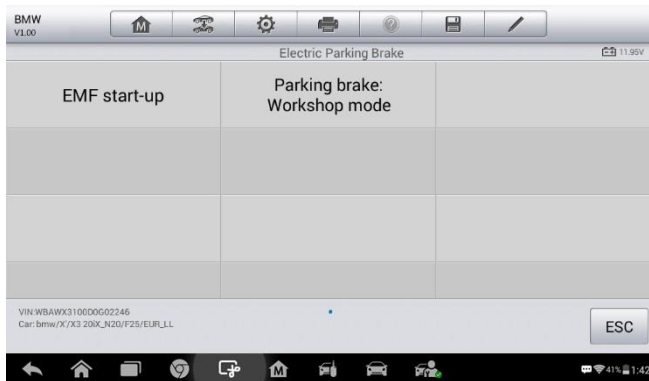 BMW
V1.00
M
Electric Parking Brake
11.95V
EMF start-up
Parking brake:
Workshop mode
VIN:WBAWX3100D0G02246
Car:bmw/X'/X3 20iX_N20/F25/EUR_LL
ESC
M
41%
1:42